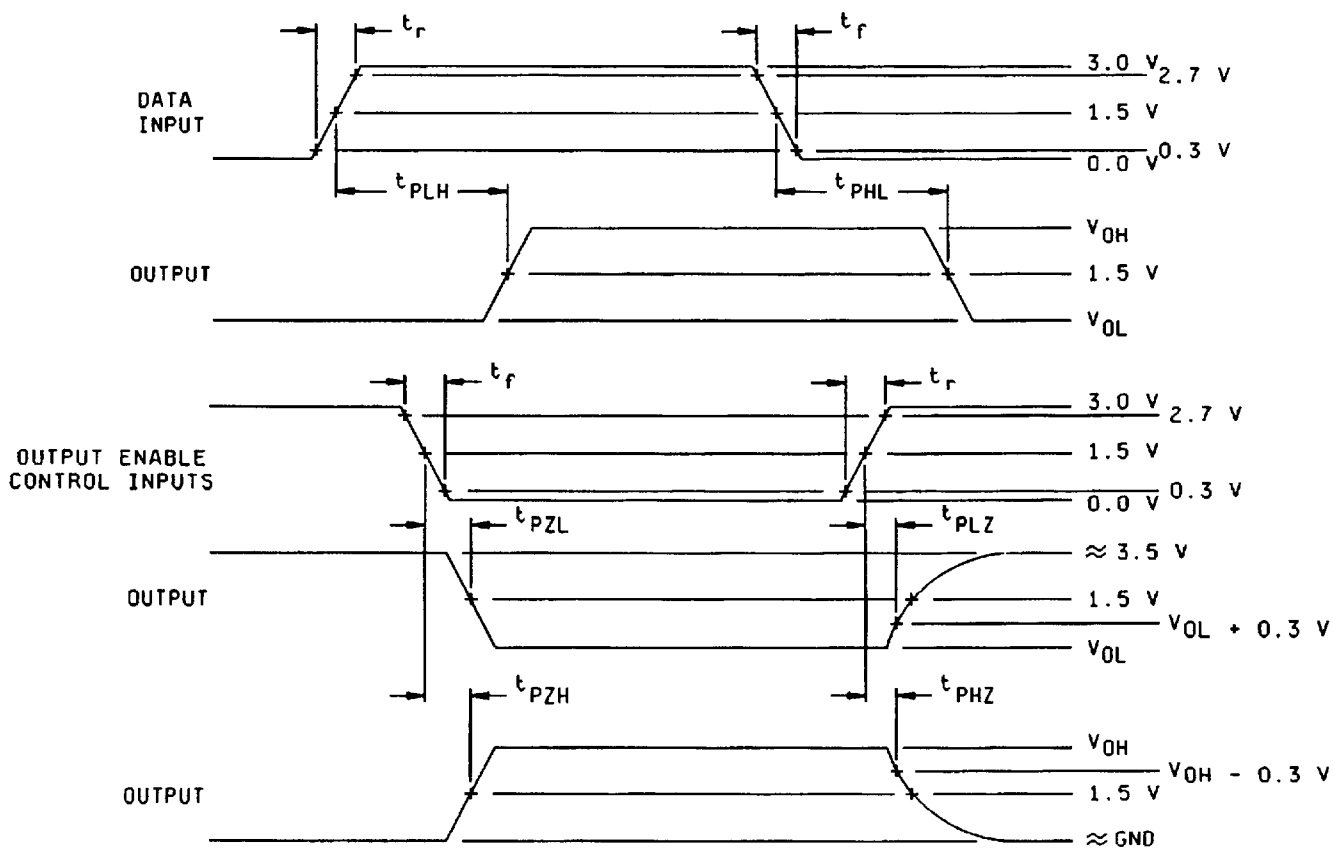 t_r t_f
3.0 V
2.7 V
DATA INPUT
1.5 V
0.3 V
0.0 V
t_PLH t_PHL
V_OH
OUTPUT 1.5 V
V_OL
t_f t_r
3.0 V
2.7 V
OUTPUT ENABLE CONTROL INPUTS
1.5 V
0.3 V
0.0 V
t_PZL t_PLZ
≈ 3.5 V
OUTPUT 1.5 V
V_OL + 0.3 V
V_OL
t_PZH t_PHZ
V_OH
V_OH - 0.3 V
OUTPUT 1.5 V
≈ GND